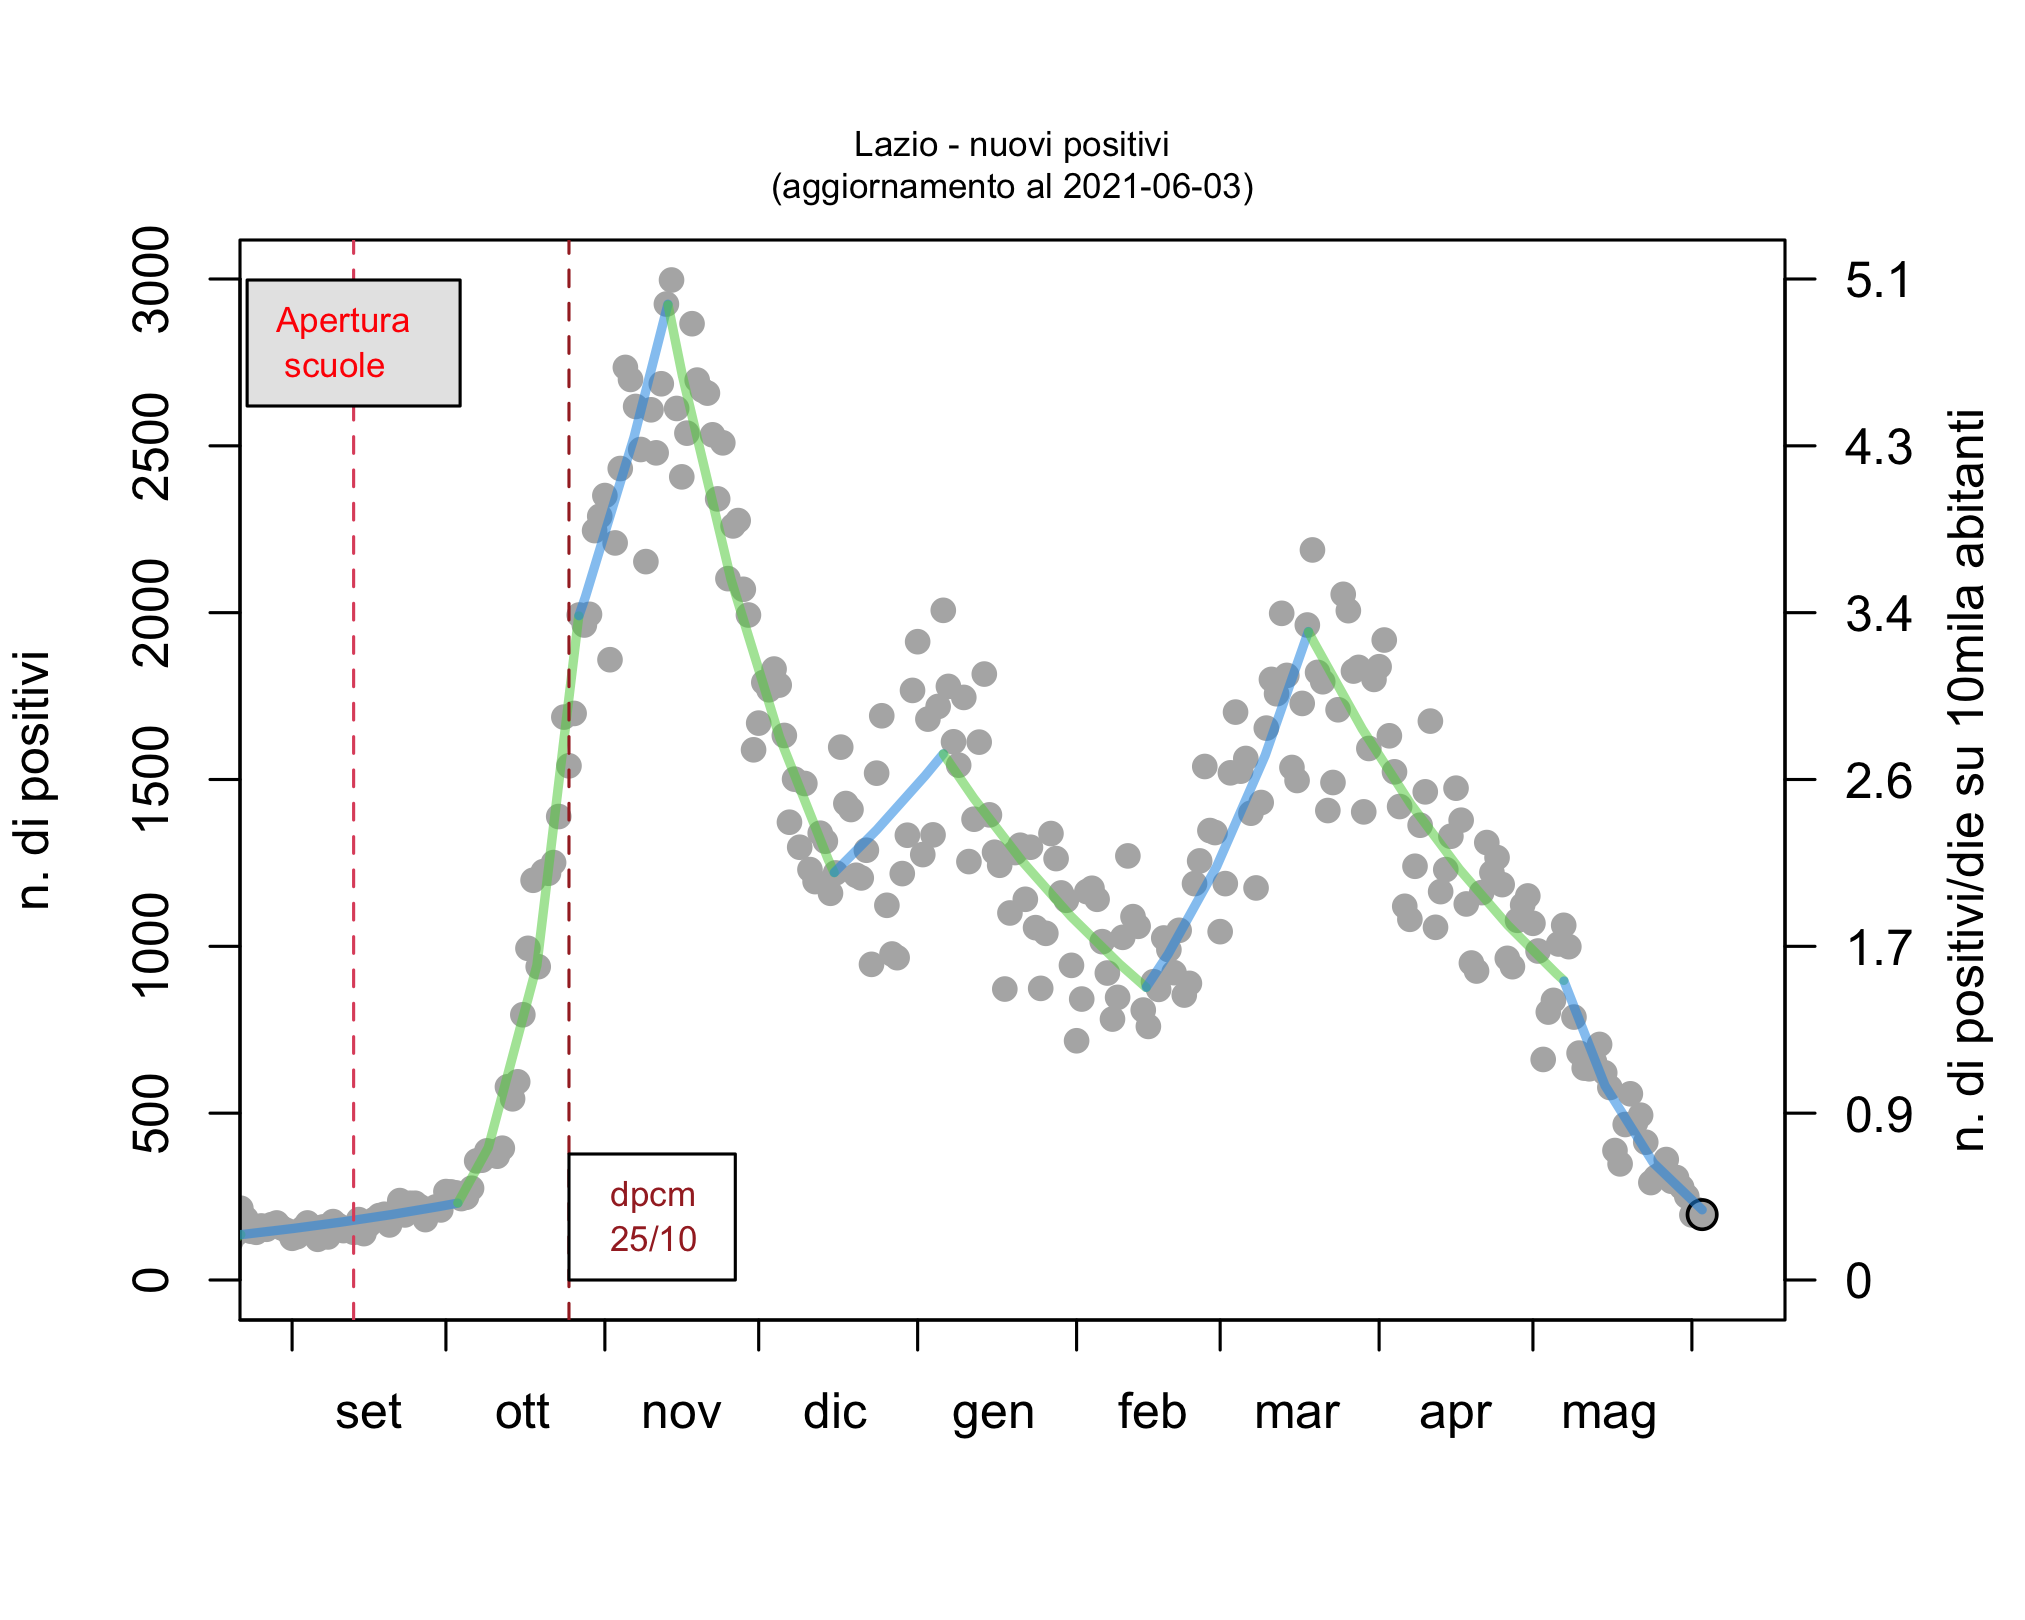 Lazio - nuovi positivi
(aggiornamento al 2021-06-03)
n. di positivi
3000
2500
2000
1500
1000
500
0
Apertura
scuole
dpcm
25/10
5.1
4.3
3.4
2.6
1.7
0.9
0
n. di positivi/die su 10mila abitanti
set ott nov dic gen feb mar apr mag